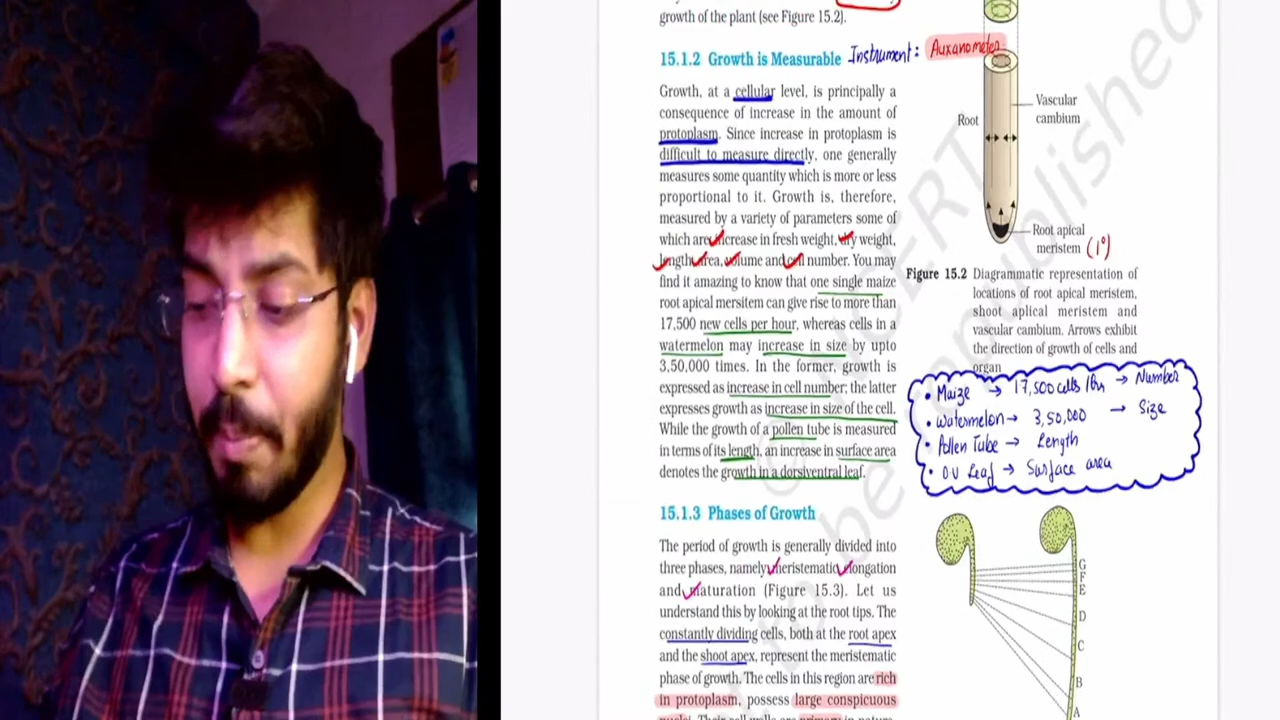 growth of the plant (see Figure 15.2).
15.1.2 Growth is Measurable
Instrument: Auxanometer
Growth, at a cellular level, is principally a
consequence of increase in the amount of
protoplasm. Since increase in protoplasm is
difficult to measure directly, one generally
measures some quantity which is more or less
proportional to it. Growth is, therefore,
measured by a variety of parameters some of
which are: increase in fresh weight, dry weight,
length, area, volume and cell number. You may
find it amazing to know that one single maize
root apical mersitem can give rise to more than
17,500 new cells per hour, whereas cells in a
watermelon may increase in size by upto
3,50,000 times. In the former, growth is
expressed as increase in cell number; the latter
expresses growth as increase in size of the cell.
While the growth of a pollen tube is measured
in terms of its length, an increase in surface area
denotes the growth in a dorsiventral leaf.
15.1.3 Phases of Growth
The period of growth is generally divided into
three phases, namely, meristematic, elongation
and maturation (Figure 15.3). Let us
understand this by looking at the root tips. The
constantly dividing cells, both at the root apex
and the shoot apex, represent the meristematic
phase of growth. The cells in this region are rich
in protoplasm, possess large conspicuous
nuclei. Their cell walls are primary in nature
Vascular
cambium
Root
Root apical
meristem (1°)
Figure 15.2 Diagrammatic representation of
locations of root apical meristem,
shoot aplical meristem and
vascular cambium. Arrows exhibit
the direction of growth of cells and
organ
• Maize → 17,500 cells/hr → Number
• Watermelon → 3,50,000 → Size
• Pollen Tube → Length
• D.V Leaf → Surface area
G
F
E
D
C
B
A
© NCERT
be republished